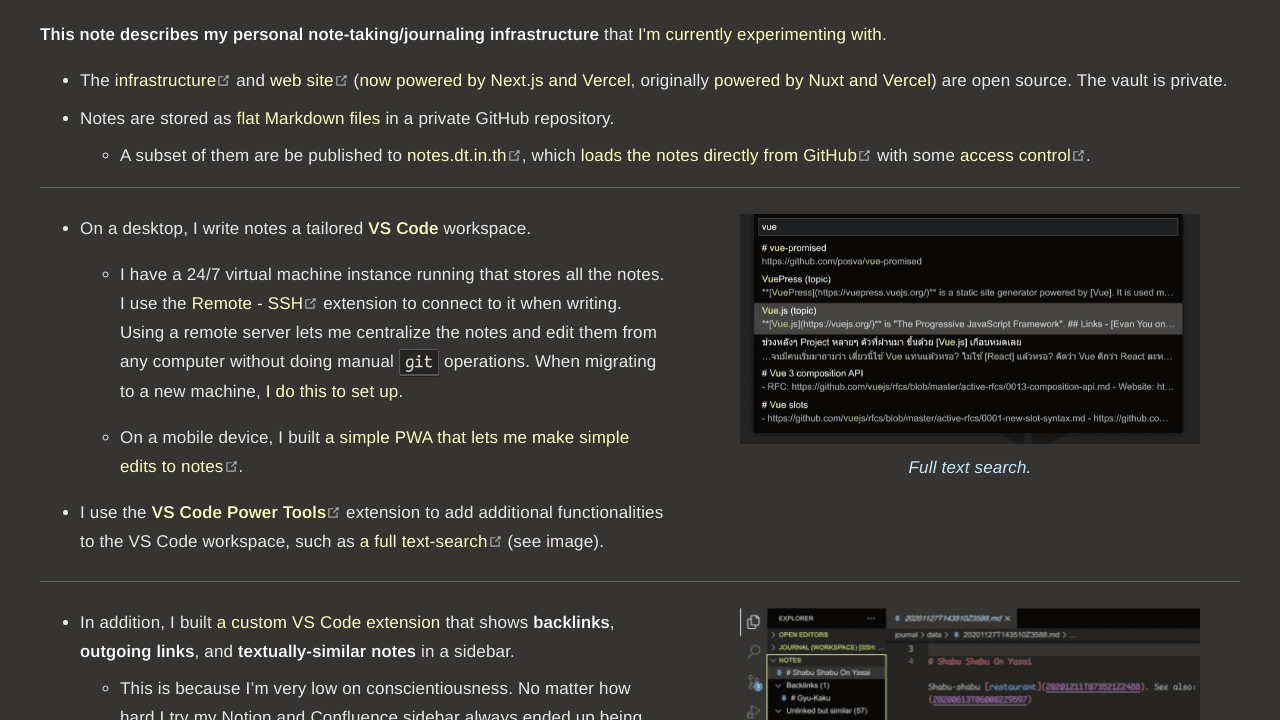 This note describes my personal note-taking/journaling infrastructure that I'm currently experimenting with.
• The infrastructure and web site (now powered by Next.js and Vercel, originally powered by Nuxt and Vercel) are open source. The vault is private.
• Notes are stored as flat Markdown files in a private GitHub repository.
◦ A subset of them are be published to notes.dt.in.th, which loads the notes directly from GitHub with some access control.
• On a desktop, I write notes a tailored VS Code workspace.
◦ I have a 24/7 virtual machine instance running that stores all the notes.
I use the Remote - SSH extension to connect to it when writing.
Using a remote server lets me centralize the notes and edit them from
any computer without doing manual git operations. When migrating
to a new machine, I do this to set up.
◦ On a mobile device, I built a simple PWA that lets me make simple
edits to notes.
• I use the VS Code Power Tools extension to add additional functionalities
to the VS Code workspace, such as a full text-search (see image).
vue
# vue-promised
https://github.com/posva/vue-promised
VuePress (topic)
**[VuePress](https://vuepress.vuejs.org/)** is a static site generator powered by [Vue]. It is used m...
Vue.js (topic)
**[Vue.js](https://vuejs.org/)** is "The Progressive JavaScript Framework". ## Links - [Evan You on...
ช่วงหลังๆ Project หลายๆ ตัวที่ผ่านมา ขึ้นด้วย [Vue.js] เกือบหมดเลย
...จนมีคนเริ่มมาถามว่า เดี๋ยวนี้ใช้ Vue แทนแล้วหรอ? ไม่ใช้ [React] แล้วหรอ? คิดว่า Vue ดีกว่า React ละห...
# Vue 3 composition API
- RFC: https://github.com/vuejs/rfcs/blob/master/active-rfcs/0013-composition-api.md - Website: ht...
# Vue slots
- https://github.com/vuejs/rfcs/blob/master/active-rfcs/0001-new-slot-syntax.md - https://github.co...
Full text search.
• In addition, I built a custom VS Code extension that shows backlinks,
outgoing links, and textually-similar notes in a sidebar.
◦ This is because I'm very low on conscientiousness. No matter how
hard I try my Notion and Confluence sidebar always ended up being
EXPLORER
OPEN EDITORS
JOURNAL (WORKSPACE) [SSH: ...
NOTES
# Shabu Shabu On Yasai
Backlinks (1)
# Gyu-Kaku
Unlinked but similar (57)
20201127T143510Z3588.md
journal > data > 20201127T143510Z3588.md > ...
3
4 # Shabu Shabu On Yasai
Shabu-shabu [restaurant](20201211T073521Z2488). See also:
(20200613T060002Z9597)